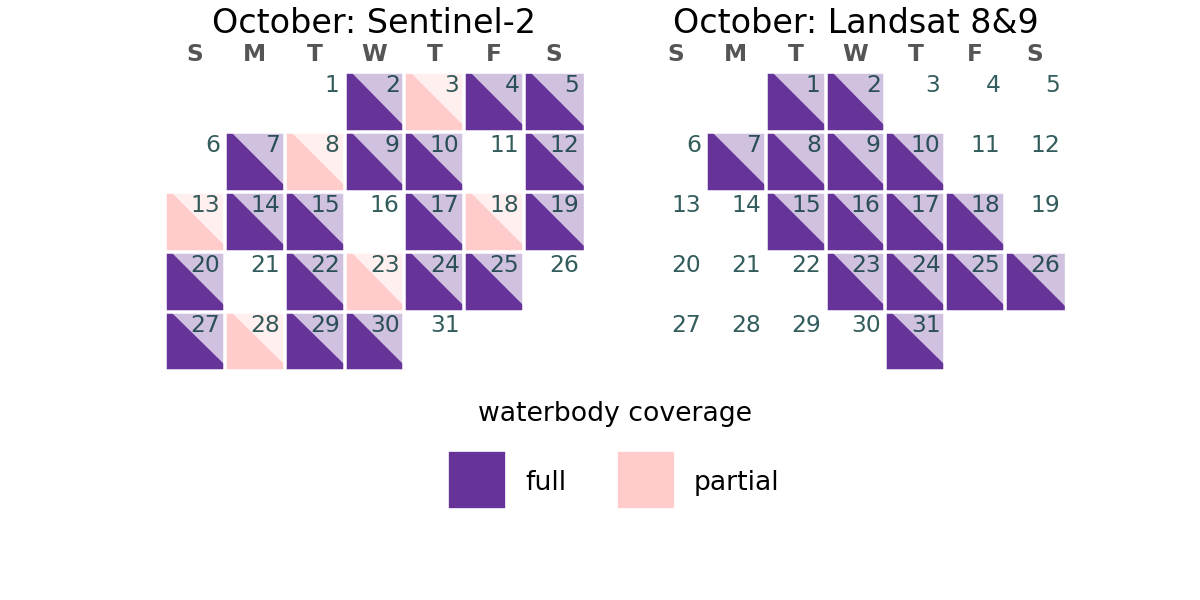 October: Sentinel-2
S M T W T F S
1 2 3 4 5
6 7 8 9 10 11 12
13 14 15 16 17 18 19
20 21 22 23 24 25 26
27 28 29 30 31
October: Landsat 8&9
S M T W T F S
1 2 3 4 5
6 7 8 9 10 11 12
13 14 15 16 17 18 19
20 21 22 23 24 25 26
27 28 29 30 31
waterbody coverage
full partial